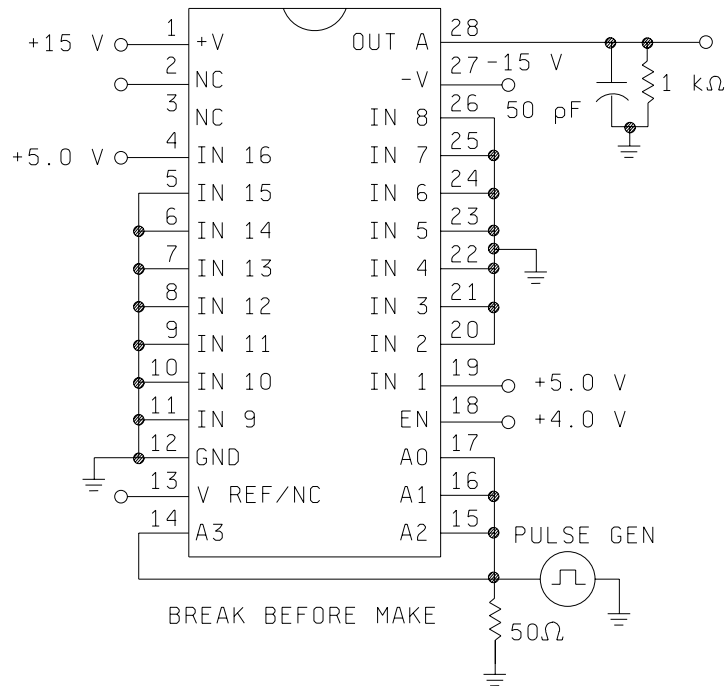 +15 V 1 +V OUT A 28
2 NC -V 27 -15 V
3 NC IN 8 26 50 pF 1 kΩ
+5.0 V 4 IN 16 IN 7 25
5 IN 15 IN 6 24
6 IN 14 IN 5 23
7 IN 13 IN 4 22
8 IN 12 IN 3 21
9 IN 11 IN 2 20
10 IN 10 IN 1 19 +5.0 V
11 IN 9 EN 18 +4.0 V
12 GND A0 17
13 V REF/NC A1 16
14 A3 A2 15 PULSE GEN
BREAK BEFORE MAKE 50Ω